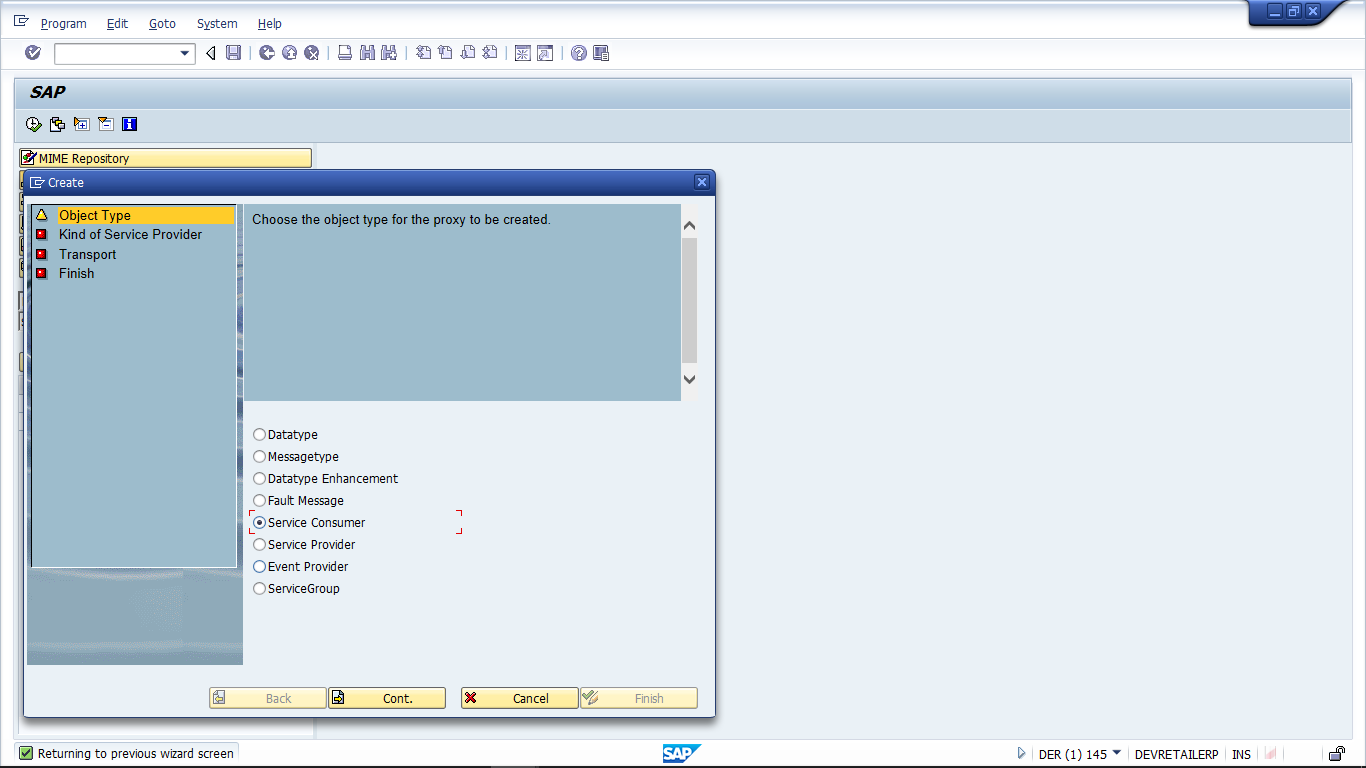 Program Edit Goto System Help
SAP
MIME Repository
Create
Object Type
Kind of Service Provider
Transport
Finish
Choose the object type for the proxy to be created.
Datatype
Messagetype
Datatype Enhancement
Fault Message
Service Consumer
Service Provider
Event Provider
ServiceGroup
Back Cont. Cancel Finish
Returning to previous wizard screen SAP DER (1) 145 DEVRETAILERP INS